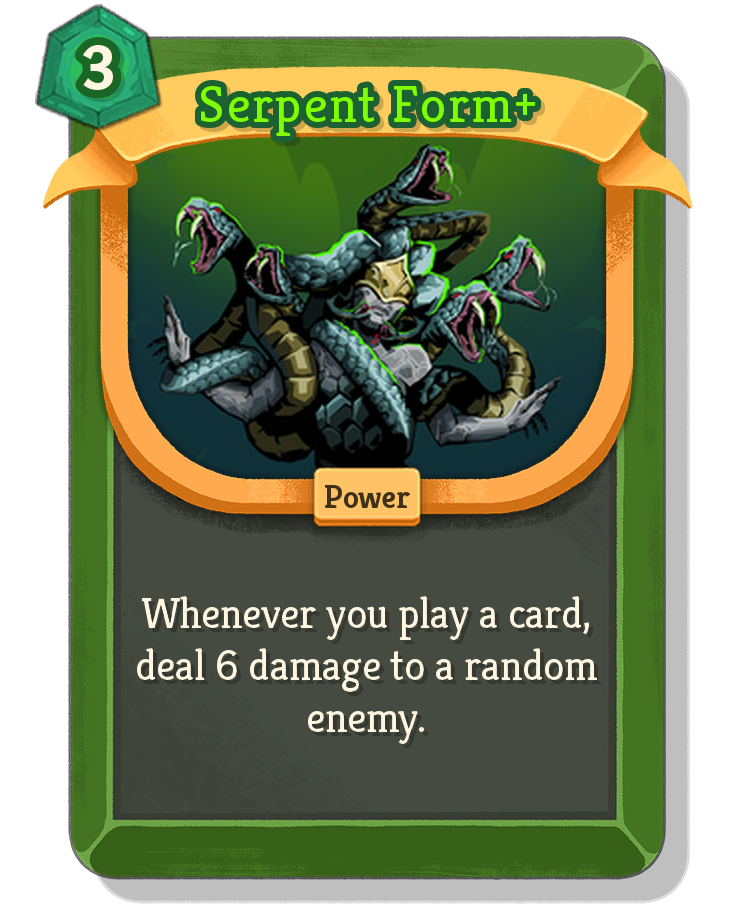 3
Serpent Form+
Power
Whenever you play a card,
deal 6 damage to a random
enemy.